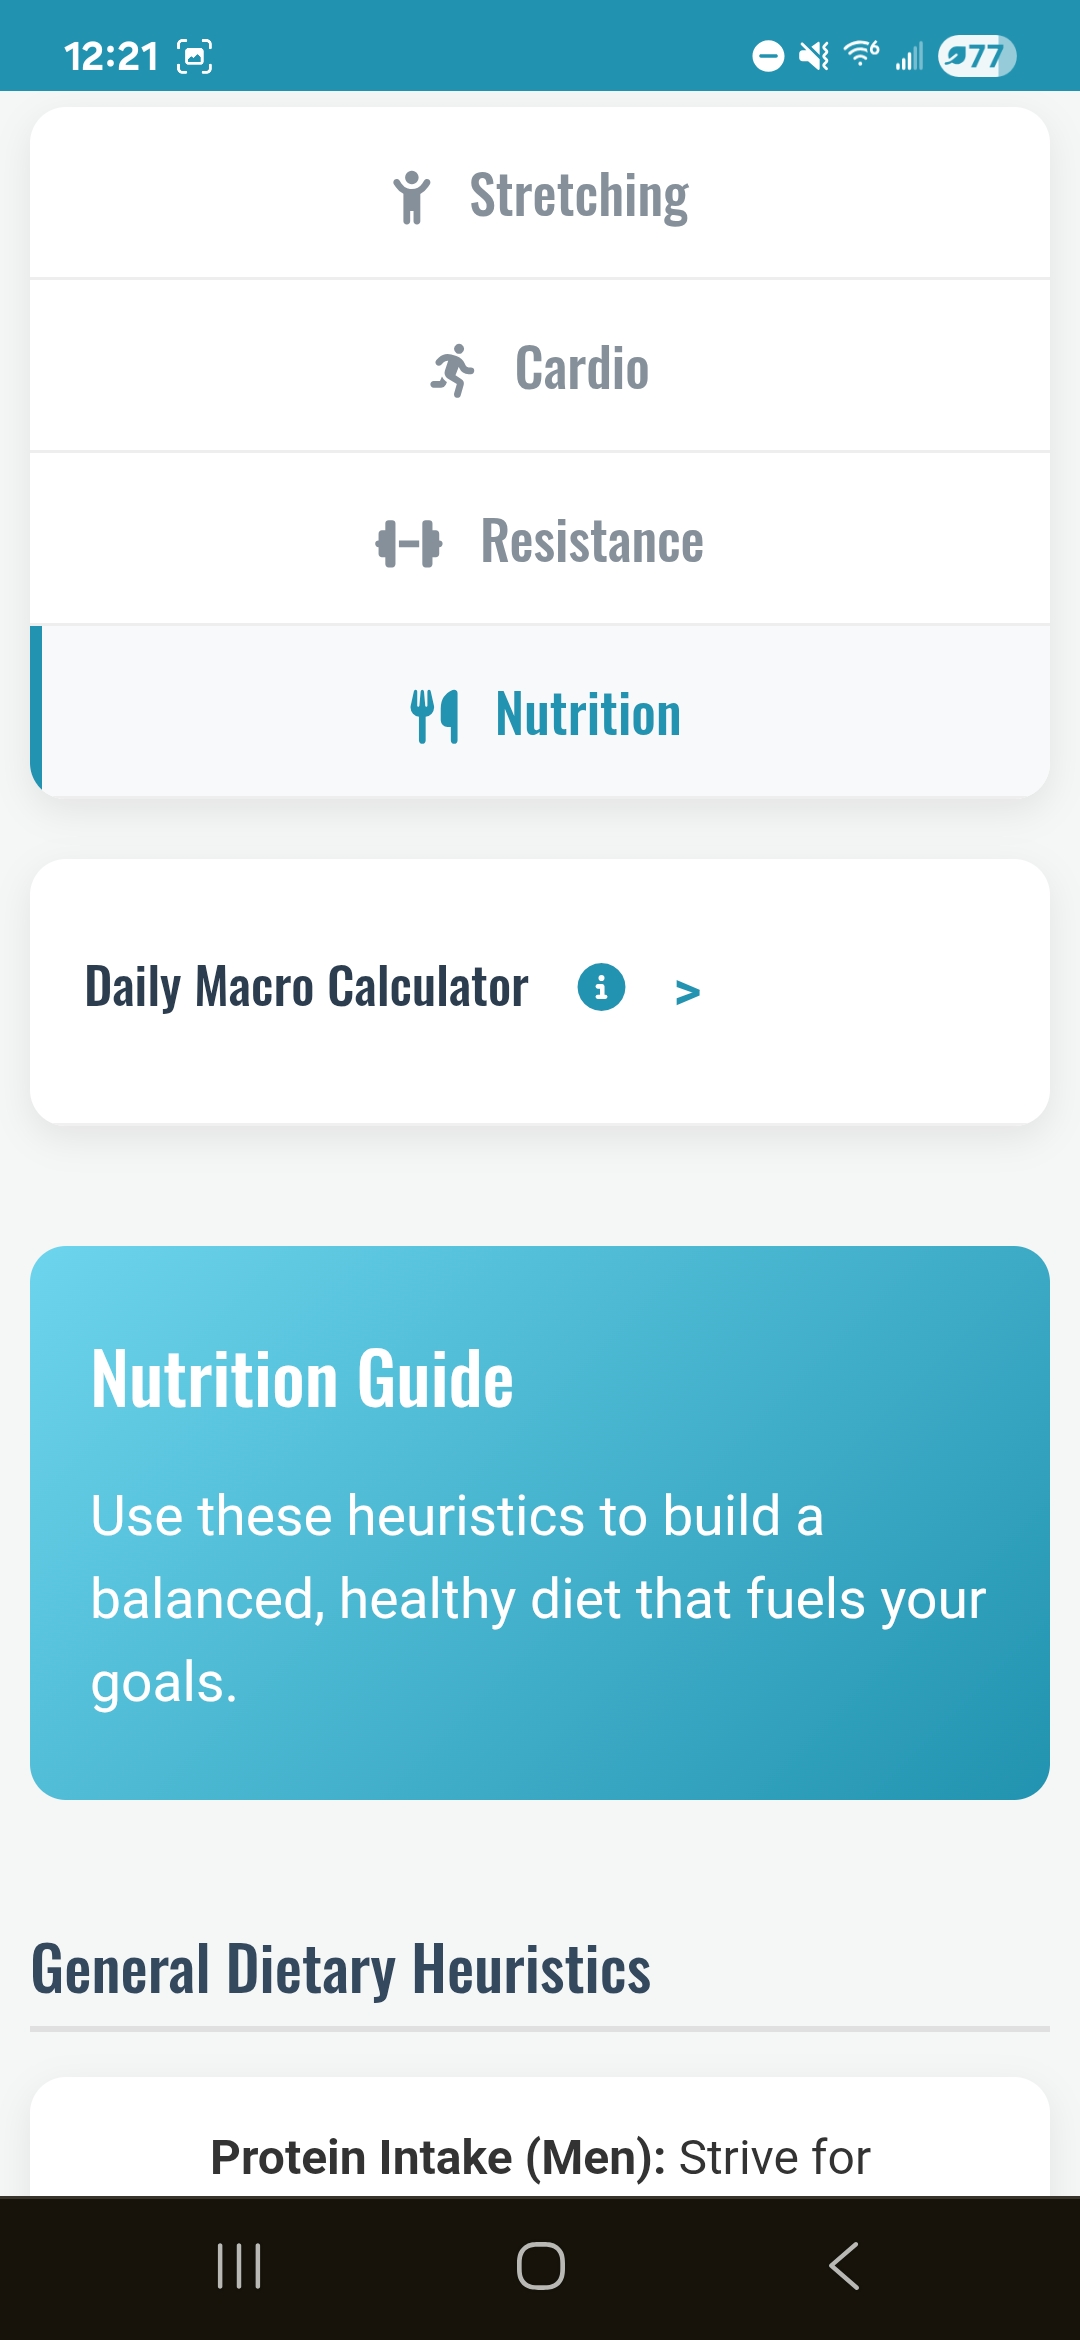 12:21
6
77
Stretching
Cardio
Resistance
Nutrition
Daily Macro Calculator i >
Nutrition Guide
Use these heuristics to build a
balanced, healthy diet that fuels your
goals.
General Dietary Heuristics
Protein Intake (Men): Strive for